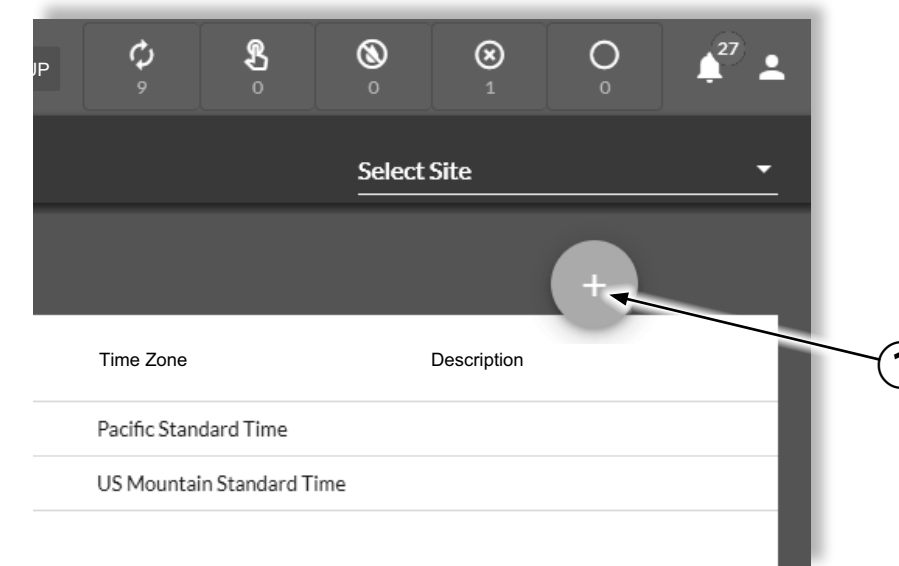 UP
9
0
0
1
0
27
Select Site
+
1
Time Zone
Description
Pacific Standard Time
US Mountain Standard Time